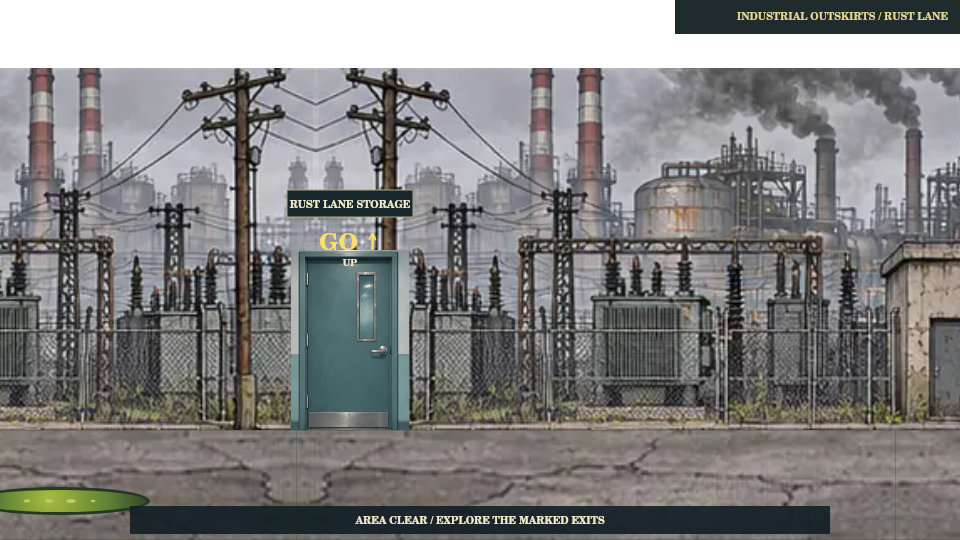 INDUSTRIAL OUTSKIRTS / RUST LANE
RUST LANE STORAGE
GO ↑
UP
AREA CLEAR / EXPLORE THE MARKED EXITS